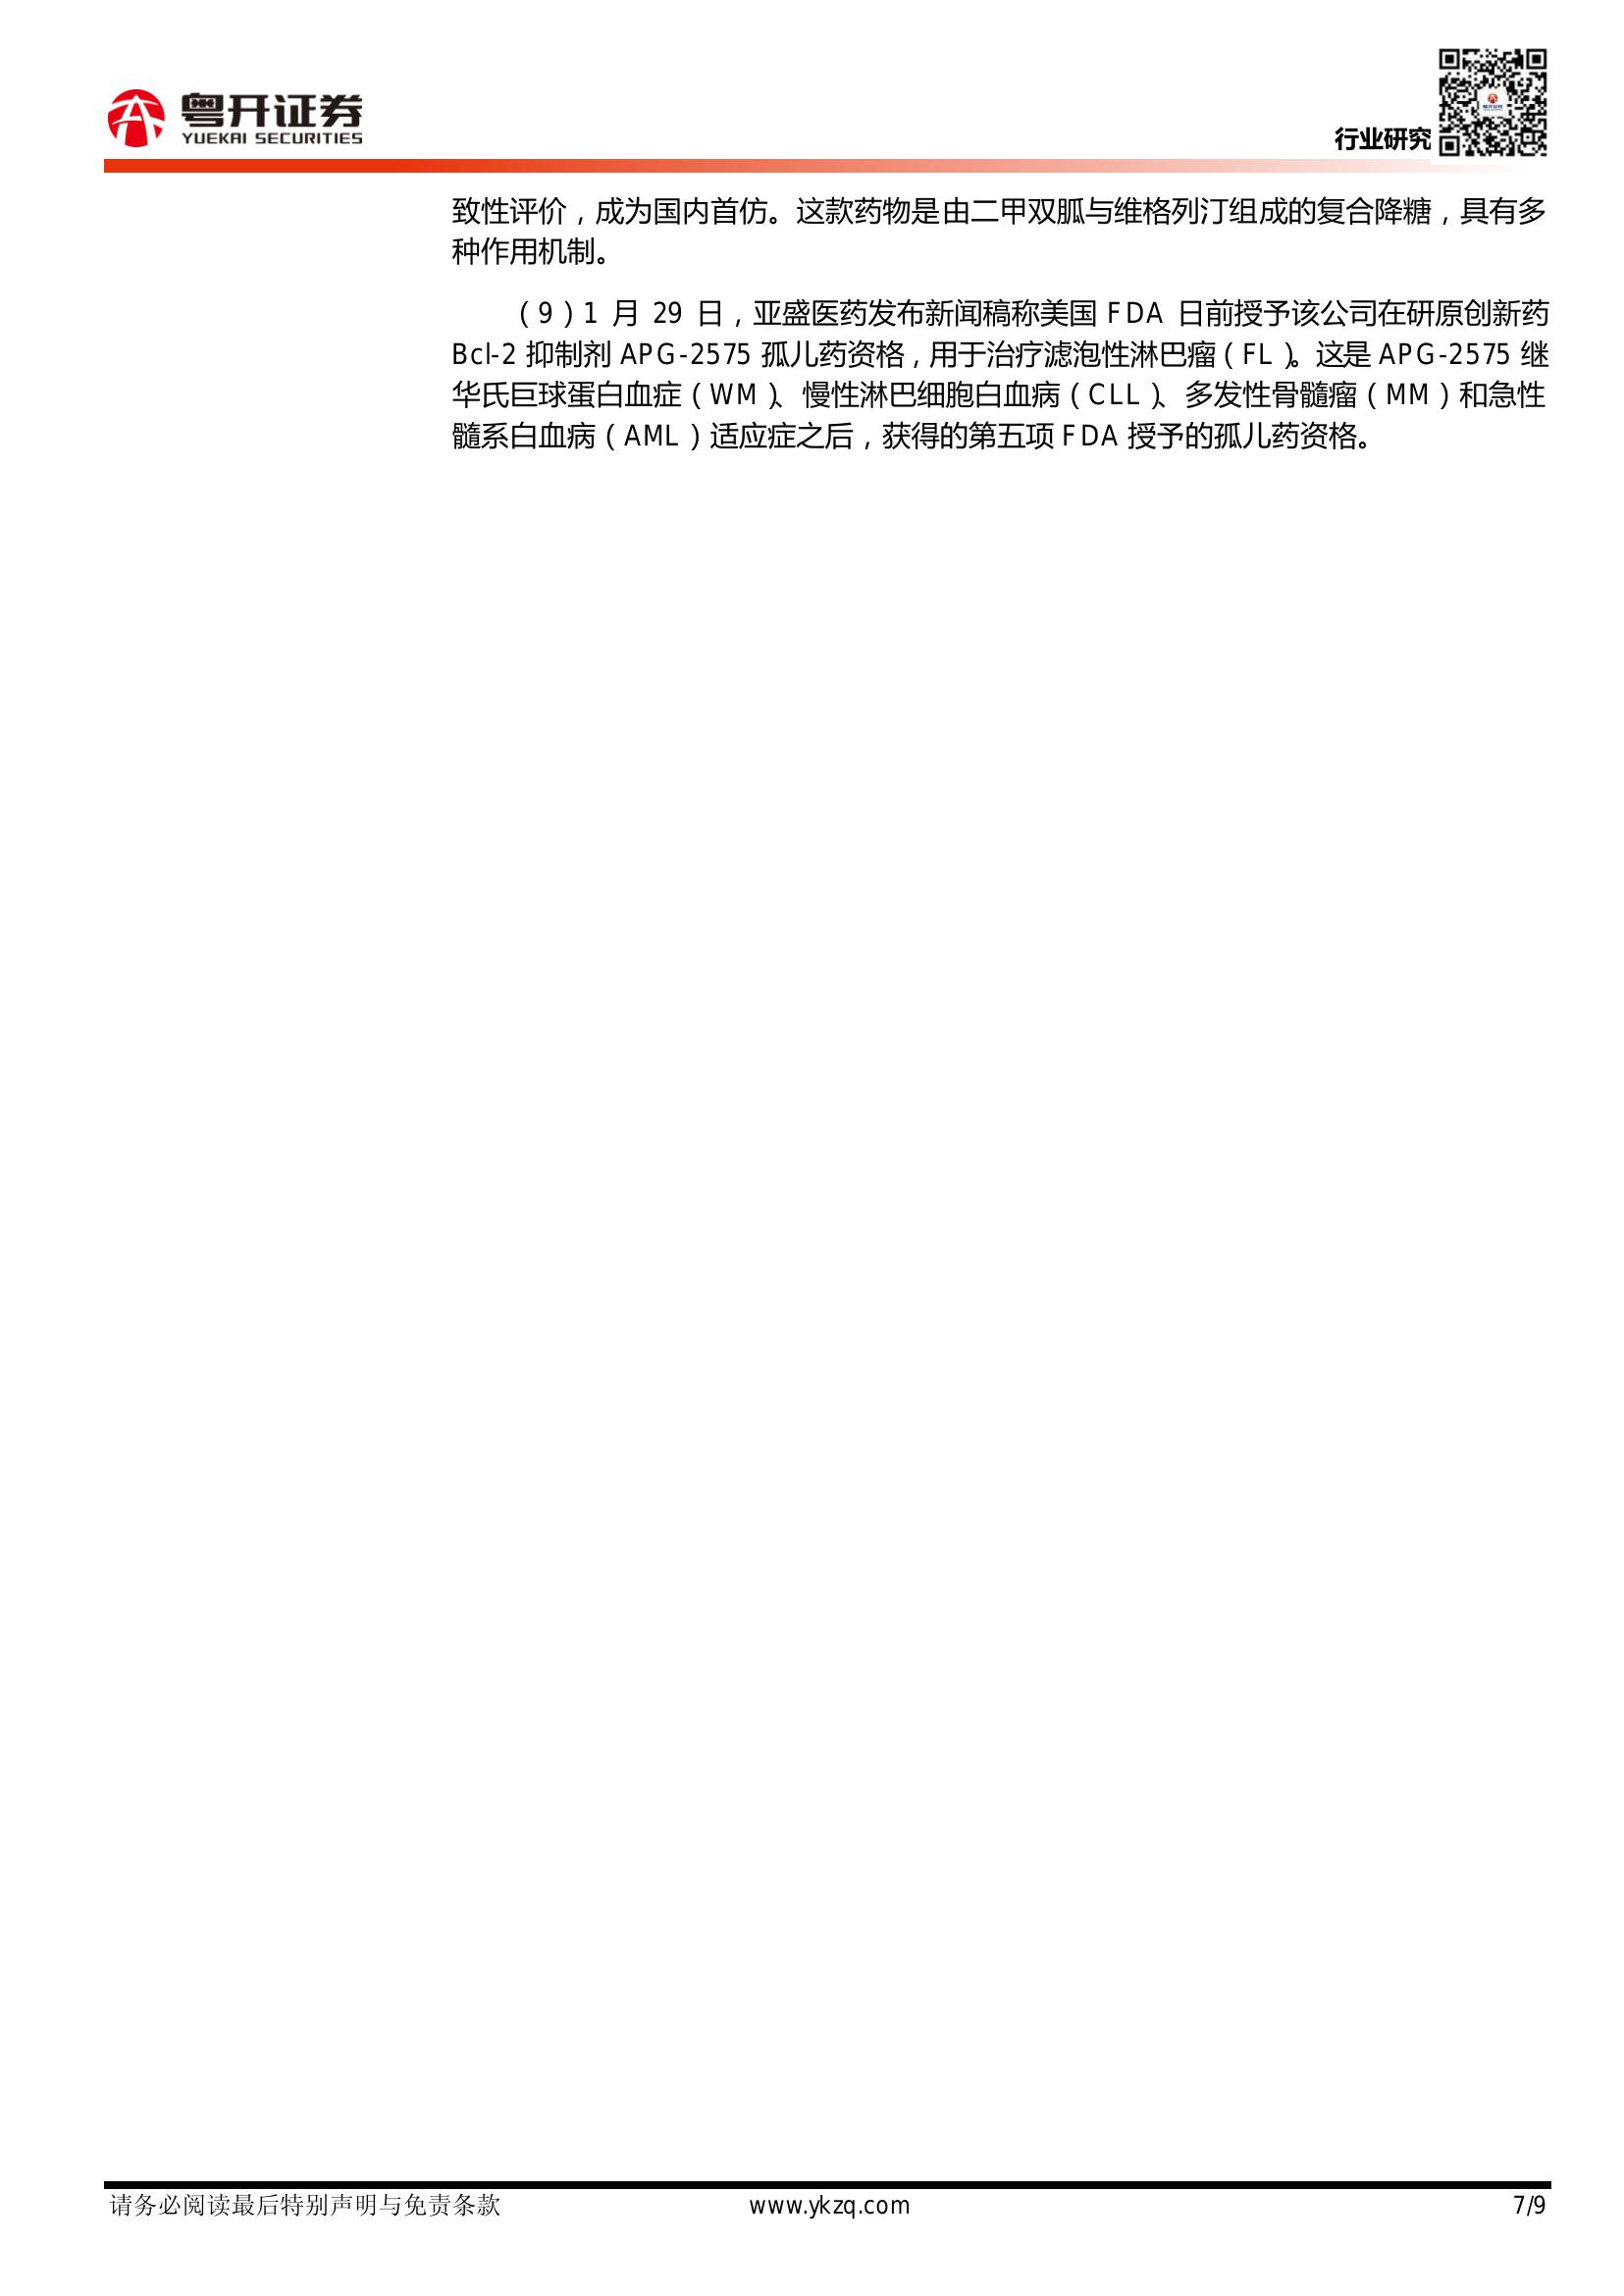 粤开证券
YUEKAI SECURITIES
行业研究
致性评价，成为国内首仿。这款药物是由二甲双胍与维格列汀组成的复合降糖，具有多
种作用机制。
（9）1 月 29 日，亚盛医药发布新闻稿称美国 FDA 日前授予该公司在研原创新药
Bcl-2 抑制剂 APG-2575 孤儿药资格，用于治疗滤泡性淋巴瘤（FL）。这是 APG-2575 继
华氏巨球蛋白血症（WM）、慢性淋巴细胞白血病（CLL）、多发性骨髓瘤（MM）和急性
髓系白血病（AML）适应症之后，获得的第五项 FDA 授予的孤儿药资格。
请务必阅读最后特别声明与免责条款
www.ykzq.com
7/9